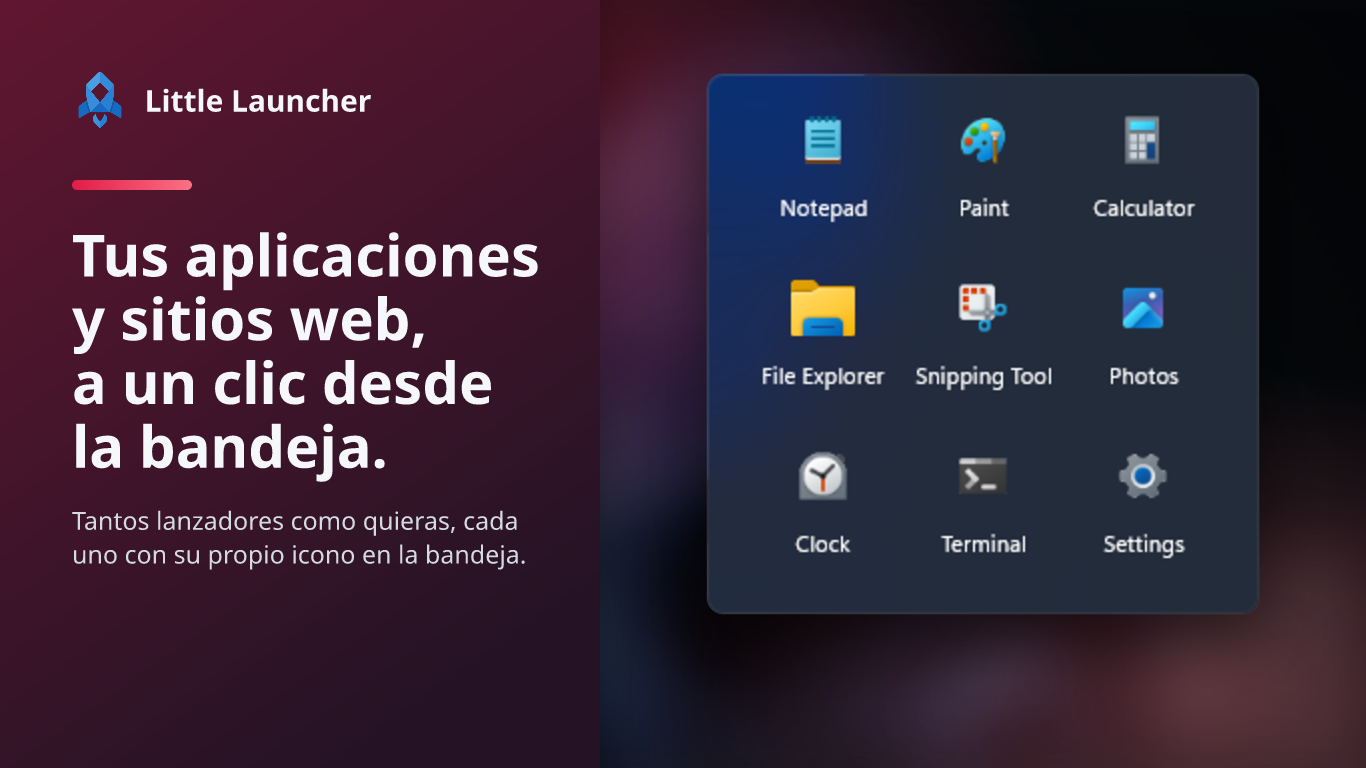 Little Launcher
Tus aplicaciones
y sitios web,
a un clic desde
la bandeja.
Tantos lanzadores como quieras, cada
uno con su propio icono en la bandeja.
Notepad
Paint
Calculator
File Explorer
Snipping Tool
Photos
Clock
Terminal
Settings